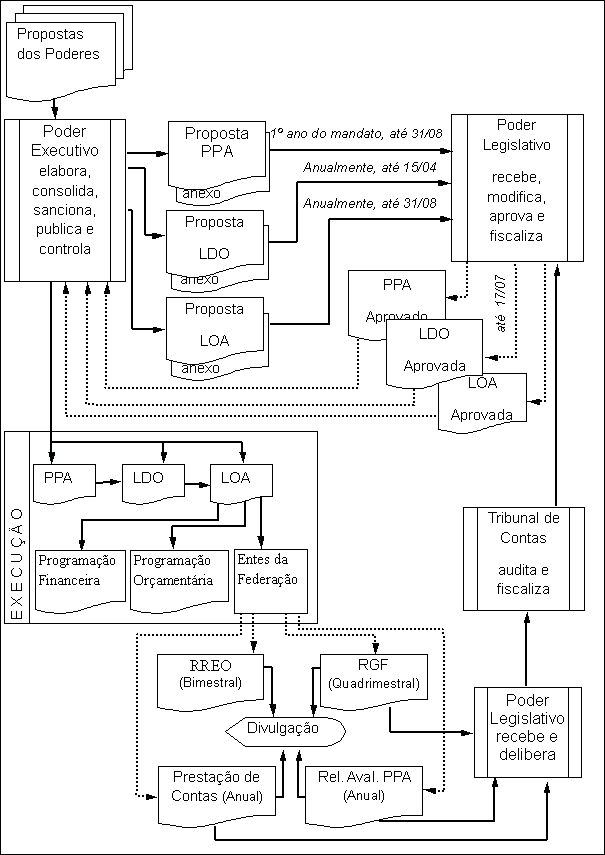 Propostas
dos Poderes
Poder
Executivo
elabora,
consolida,
sanciona,
publica e
controla
Proposta
PPA
anexo
Proposta
LDO
anexo
Proposta
LOA
anexo
1º ano do mandato, até 31/08
Anualmente, até 15/04
Anualmente, até 31/08
Poder
Legislativo
recebe,
modifica,
aprova e
fiscaliza
até 17/07
PPA
Aprovado
LDO
Aprovada
LOA
Aprovada
EXECUÇÃO
PPA
LDO
LOA
Programação
Financeira
Programação
Orçamentária
Entes da
Federação
Tribunal de
Contas
audita e
fiscaliza
RREO
(Bimestral)
RGF
(Quadrimestral)
Divulgação
Poder
Legislativo
recebe e
delibera
Prestação de
Contas (Anual)
Rel. Aval. PPA
(Anual)